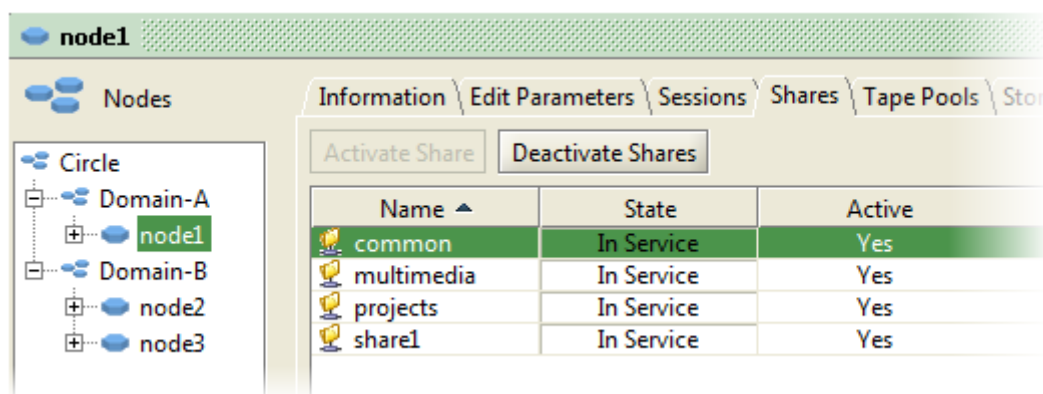 node1
Nodes
Information Edit Parameters Sessions Shares Tape Pools Stor
Activate Share Deactivate Shares
Circle
Domain-A
node1
Domain-B
node2
node3
Name State Active
common In Service Yes
multimedia In Service Yes
projects In Service Yes
share1 In Service Yes